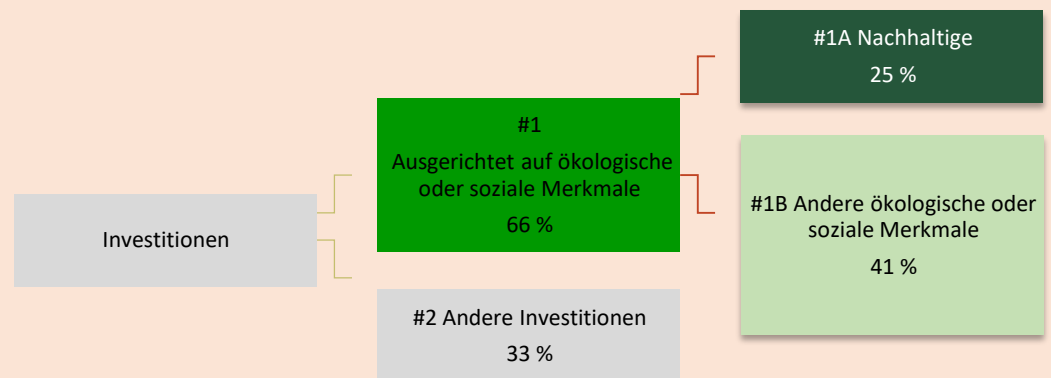 Investitionen
#1
Ausgerichtet auf ökologische
oder soziale Merkmale
66 %
#2 Andere Investitionen
33 %
#1A Nachhaltige
25 %
#1B Andere ökologische oder
soziale Merkmale
41 %